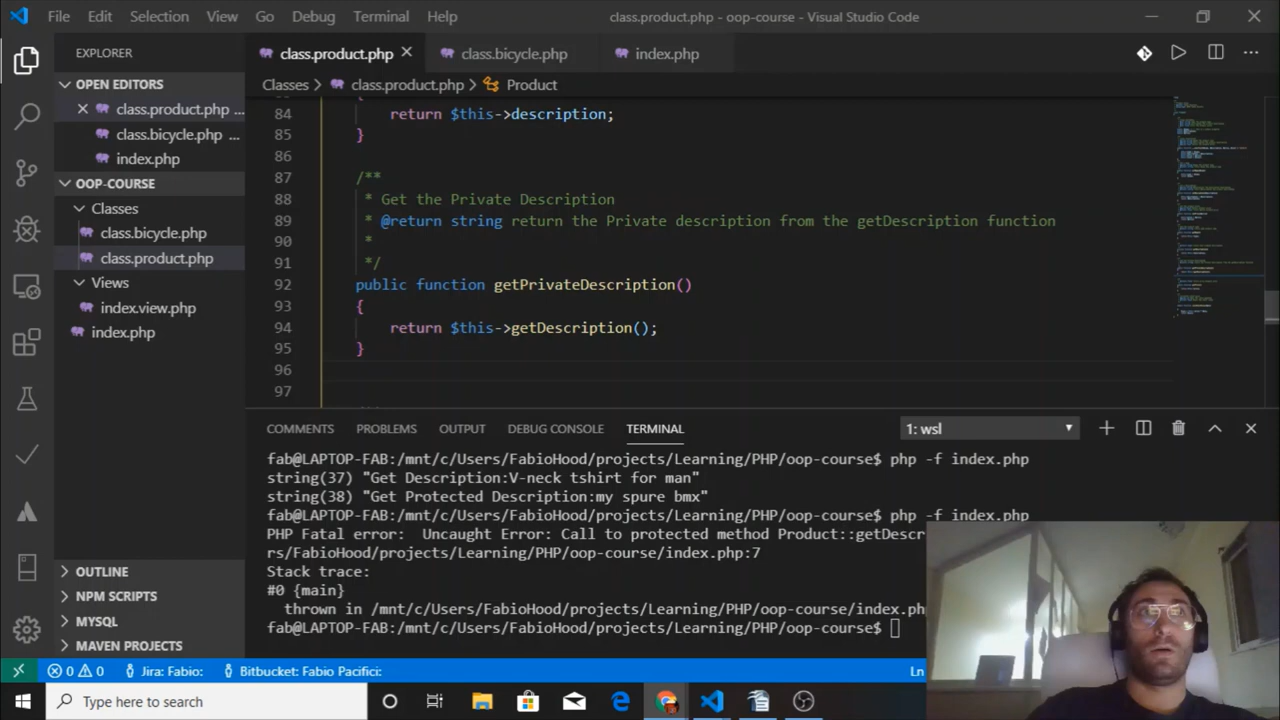 File Edit Selection View Go Debug Terminal Help class.product.php - oop-course - Visual Studio Code
EXPLORER
OPEN EDITORS
class.product.php ...
class.bicycle.php ...
index.php
OOP-COURSE
Classes
class.bicycle.php
class.product.php
Views
index.view.php
index.php
OUTLINE
NPM SCRIPTS
MYSQL
MAVEN PROJECTS
class.product.php class.bicycle.php index.php
Classes > class.product.php > Product
84 return $this->description;
85 }
86
87 /**
88 * Get the Private Description
89 * @return string return the Private description from the getDescription function
90 *
91 */
92 public function getPrivateDescription()
93 {
94 return $this->getDescription();
95 }
96
97
COMMENTS PROBLEMS OUTPUT DEBUG CONSOLE TERMINAL 1: wsl
fab@LAPTOP-FAB:/mnt/c/Users/FabioHood/projects/Learning/PHP/oop-course$ php -f index.php
string(37) "Get Description:V-neck tshirt for man"
string(38) "Get Protected Description:my spure bmx"
fab@LAPTOP-FAB:/mnt/c/Users/FabioHood/projects/Learning/PHP/oop-course$ php -f index.php
PHP Fatal error:  Uncaught Error: Call to protected method Product::getDescr
rs/FabioHood/projects/Learning/PHP/oop-course/index.php:7
Stack trace:
#0 {main}
thrown in /mnt/c/Users/FabioHood/projects/Learning/PHP/oop-course/index.ph
fab@LAPTOP-FAB:/mnt/c/Users/FabioHood/projects/Learning/PHP/oop-course$
0 0 Jira: Fabio: Bitbucket: Fabio Pacifici: Ln
Type here to search